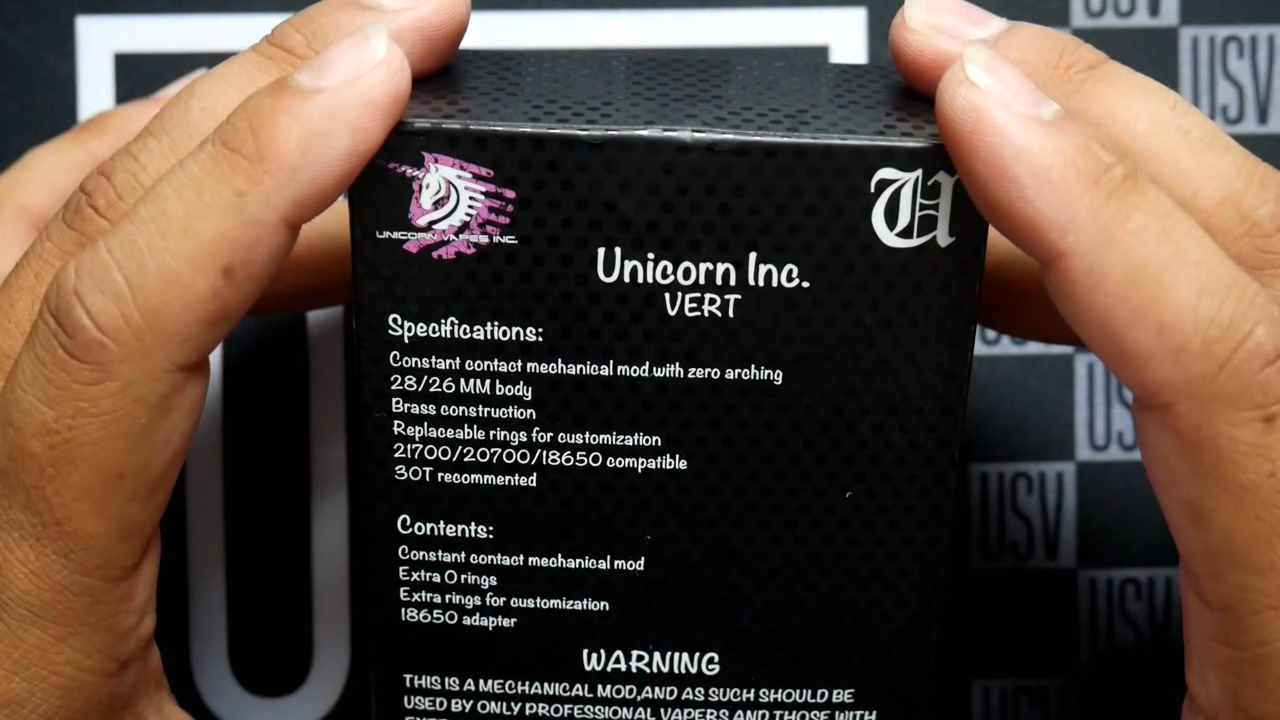 USV
USV
UNICORN VAPES INC.
U
Unicorn Inc.
VERT
Specifications:
Constant contact mechanical mod.with zero arching
28/26 MM body
Brass construction
Replaceable rings for customization
21700/20700/18650 compatible
30T recommented
Contents:
Constant contact mechanical mod
Extra O rings
Extra rings for customization
18650 adapter
WARNING
THIS IS A MECHANICAL MOD,AND AS SUCH SHOULD BE
USED BY ONLY PROFESSIONAL VAPERS AND THOSE WITH
USV
USV